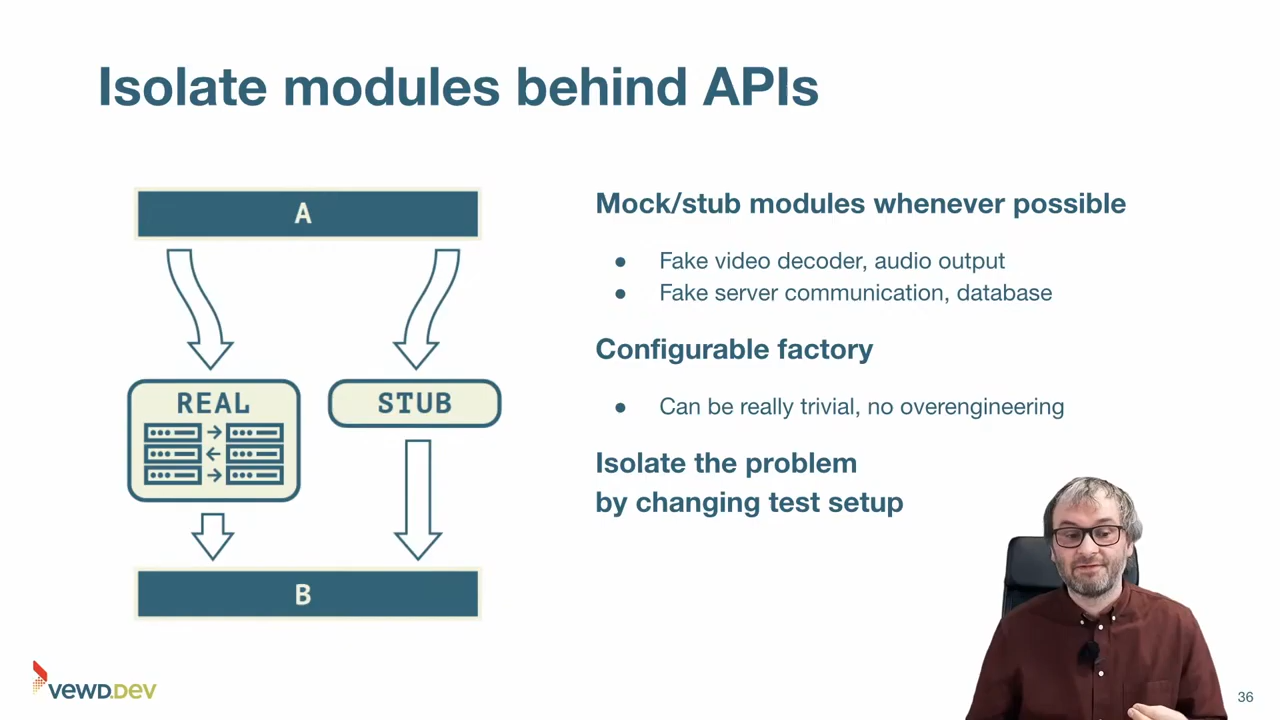 Isolate modules behind APIs
A
REAL
STUB
B
Mock/stub modules whenever possible
● Fake video decoder, audio output
● Fake server communication, database
Configurable factory
● Can be really trivial, no overengineering
Isolate the problem
by changing test setup
VEWD.DEV
36